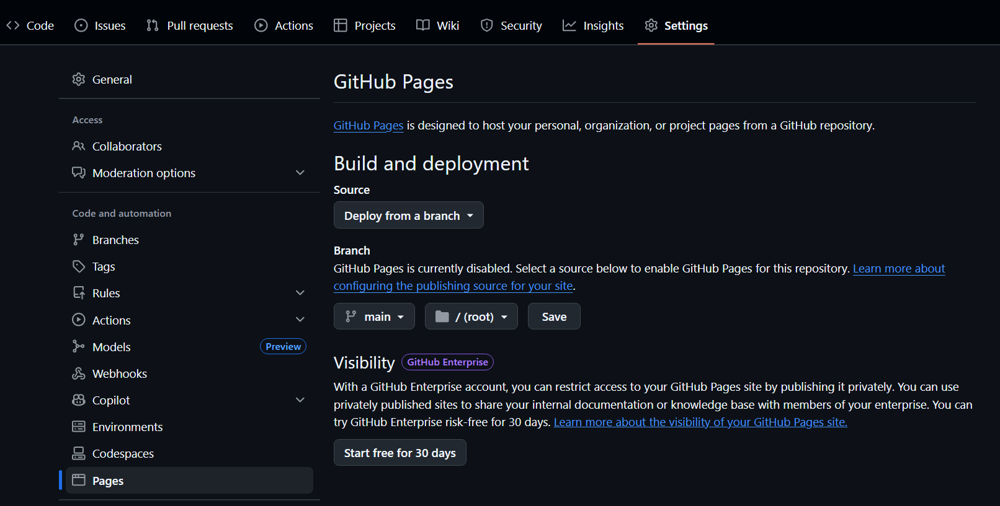 Code Issues Pull requests Actions Projects Wiki Security Insights Settings
General
Access
Collaborators
Moderation options
Code and automation
Branches
Tags
Rules
Actions
Models Preview
Webhooks
Copilot
Environments
Codespaces
Pages
GitHub Pages
GitHub Pages is designed to host your personal, organization, or project pages from a GitHub repository.
Build and deployment
Source
Deploy from a branch
Branch
GitHub Pages is currently disabled. Select a source below to enable GitHub Pages for this repository. Learn more about
configuring the publishing source for your site.
main / (root) Save
Visibility GitHub Enterprise
With a GitHub Enterprise account, you can restrict access to your GitHub Pages site by publishing it privately. You can use
privately published sites to share your internal documentation or knowledge base with members of your enterprise. You can
try GitHub Enterprise risk-free for 30 days. Learn more about the visibility of your GitHub Pages site.
Start free for 30 days